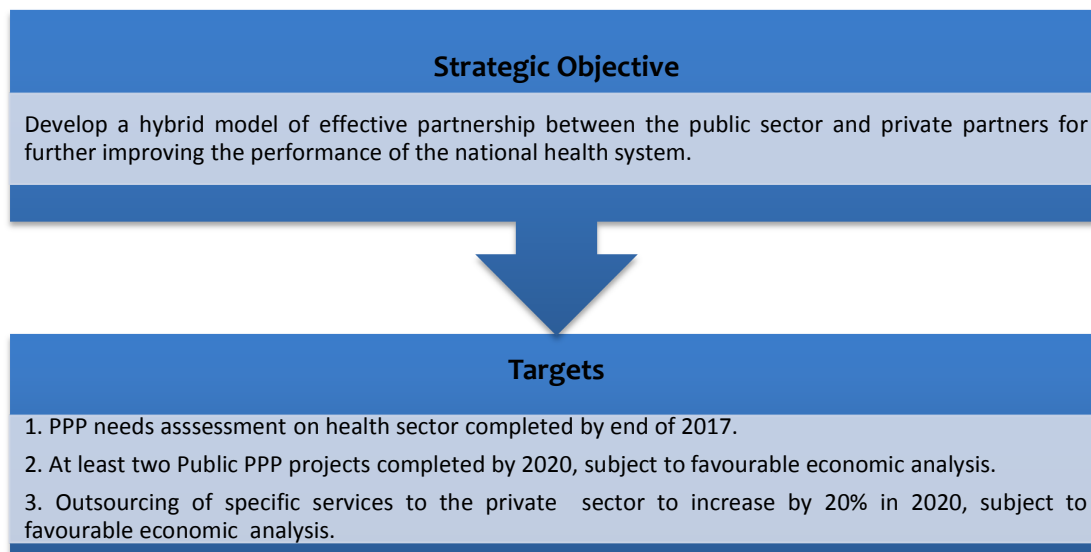 Strategic Objective
Develop a hybrid model of effective partnership between the public sector and private partners for
further improving the performance of the national health system.
Targets
1. PPP needs asssessment on health sector completed by end of 2017.
2. At least two Public PPP projects completed by 2020, subject to favourable economic analysis.
3. Outsourcing of specific services to the private sector to increase by 20% in 2020, subject to
favourable economic analysis.